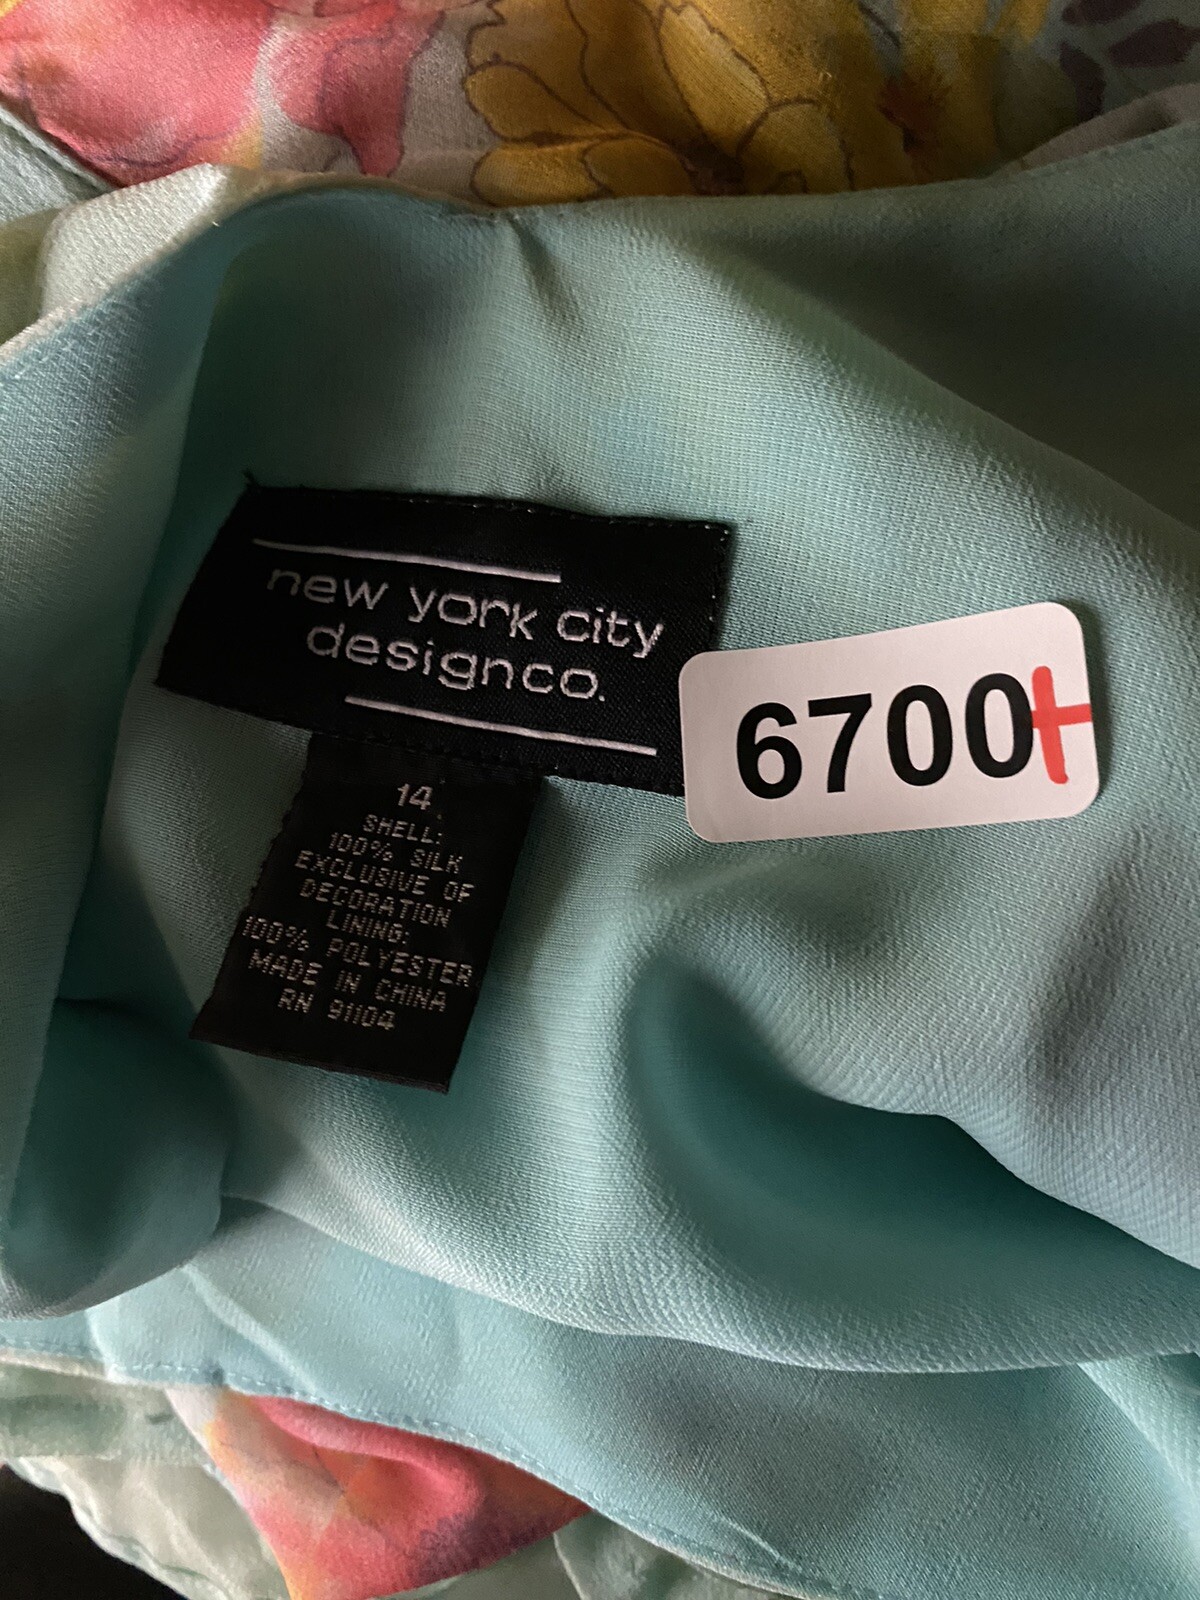 new york city
designco.
6700+
14
SHELL:
100% SILK
EXCLUSIVE OF
DECORATION
LINING:
100% POLYESTER
MADE IN CHINA
RN 91104